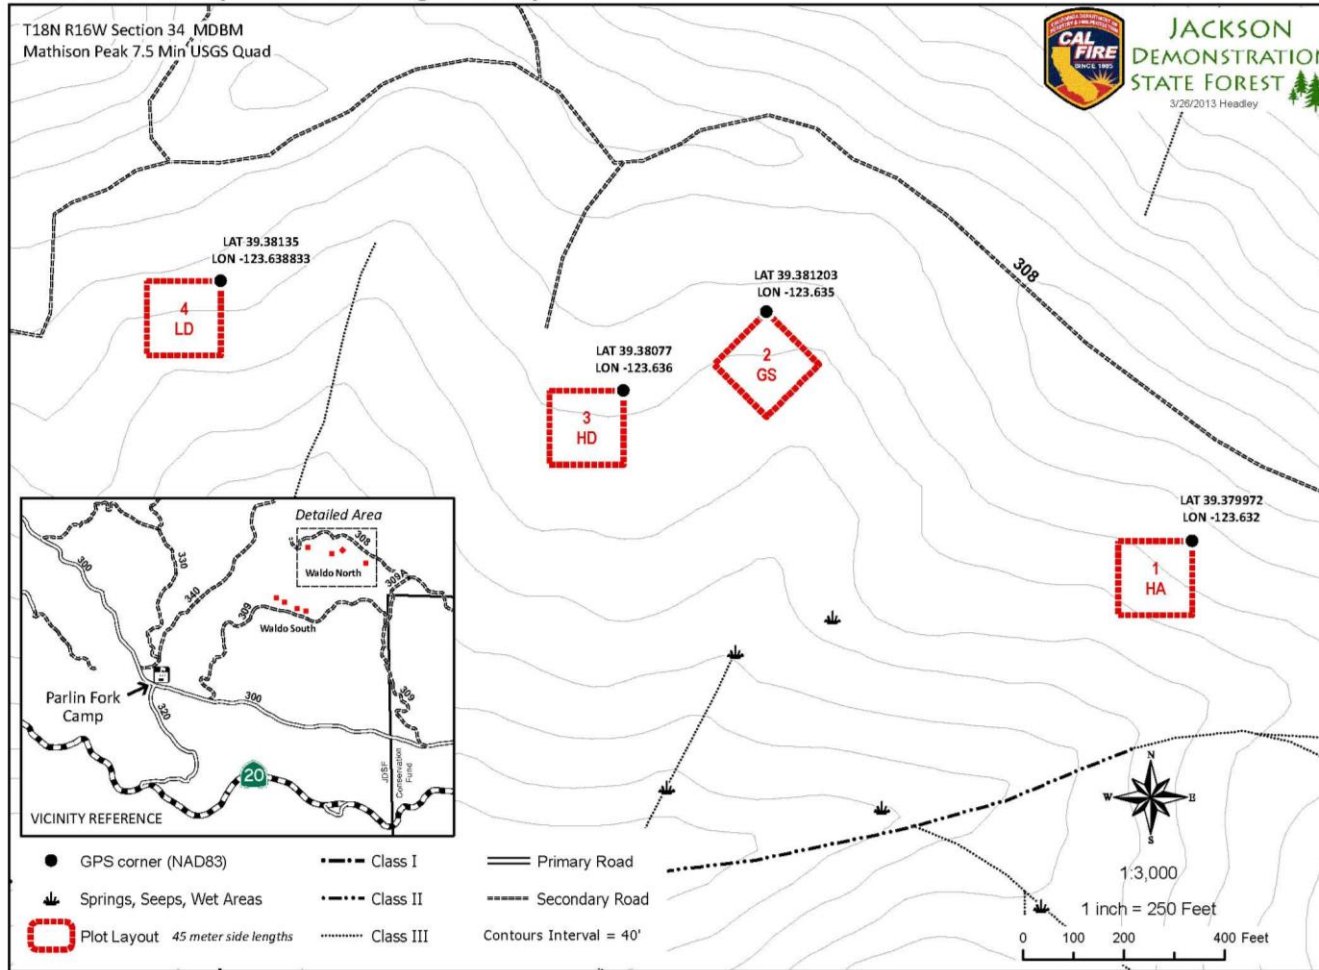 T18N R16W Section 34 MDBM
Mathison Peak 7.5 Min USGS Quad
CAL
FIRE
SINCE 1885
JACKSON
DEMONSTRATION
STATE FOREST
3/26/2013 Headley
308
LAT 39.38135
LON -123.638833
4
LD
LAT 39.381203
LON -123.635
2
GS
LAT 39.38077
LON -123.636
3
HD
LAT 39.379972
LON -123.632
1
HA
Detailed Area
308
Waldo North
309A
300
330
340
309
Waldo South
309
300
Parlin Fork
Camp
320
20
JDSF
Conservation
Fund
VICINITY REFERENCE
N
W
E
S
1:3,000
1 inch = 250 Feet
0 100 200 400 Feet
GPS corner (NAD83)
Class I
Primary Road
Springs, Seeps, Wet Areas
Class II
Secondary Road
Plot Layout 45 meter side lengths
Class III
Contours Interval = 40'